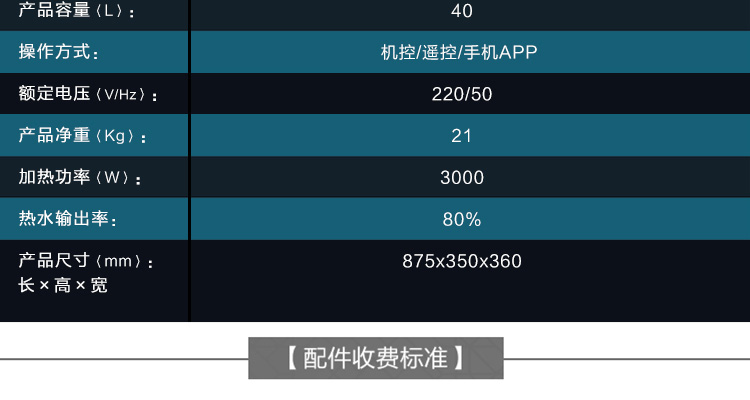 产品容量（L）： 40
操作方式： 机控/遥控/手机APP
额定电压（V/Hz）： 220/50
产品净重（Kg）： 21
加热功率（W）： 3000
热水输出率： 80%
产品尺寸（mm）： 875x350x360
长×高×宽
【配件收费标准】